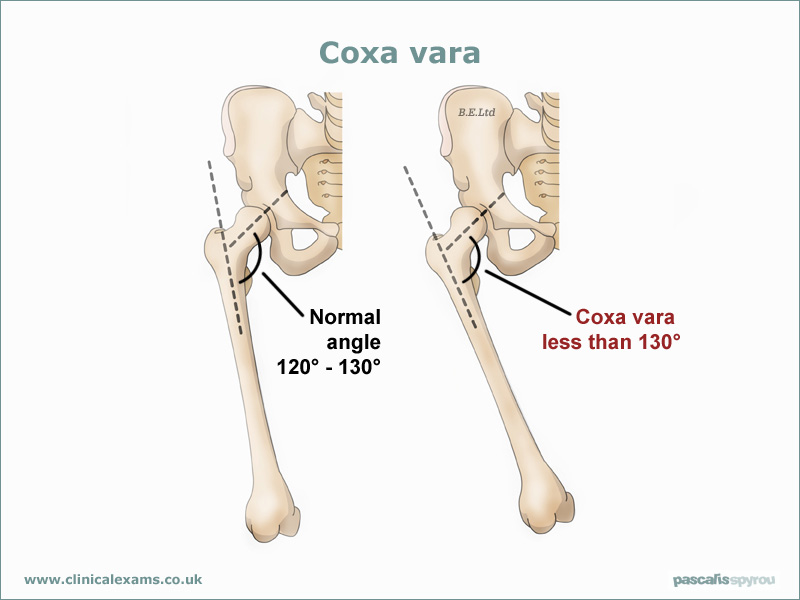 Coxa vara
B.E.Ltd
Normal
angle
120° - 130°
Coxa vara
less than 130°
www.clinicalexams.co.uk
pascalisspyrou